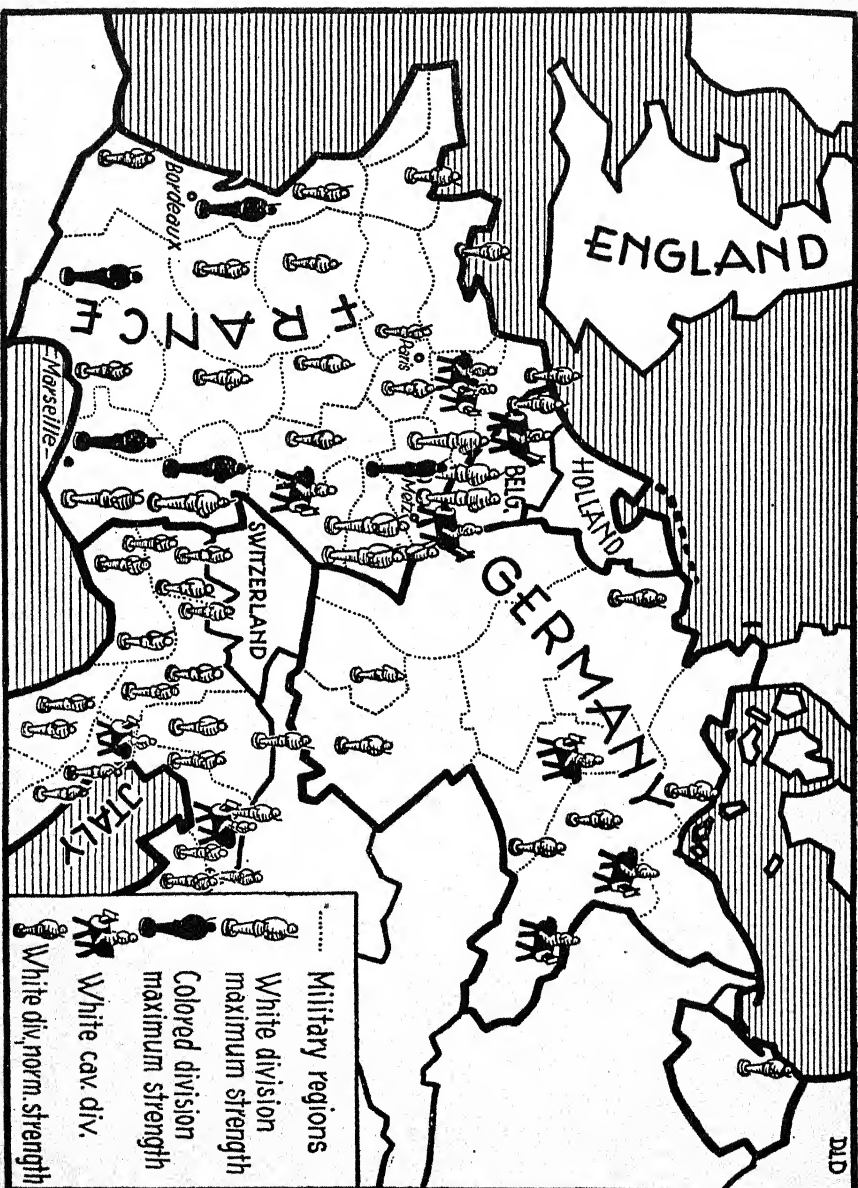 ENGLAND
HOLLAND
BELG.
GERMANY
Paris
Metz
FRANCE
Bordeaux
Marseille
SWITZERLAND
ITALY
Military regions
White division
maximum strength
Colored division
maximum strength
White cav. div.
White div. norm. strength
DLD